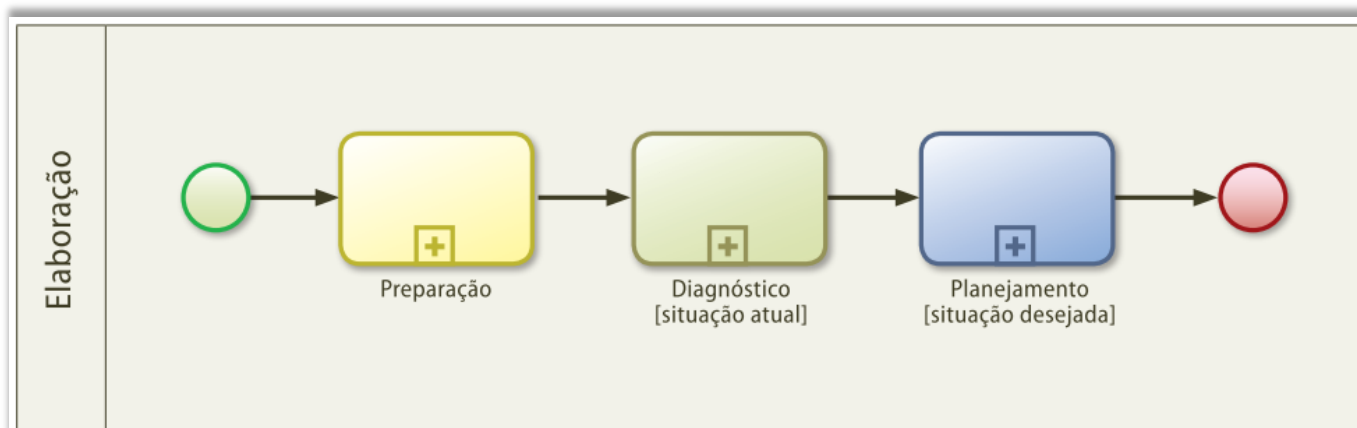 Elaboração
Preparação
Diagnóstico
[situação atual]
Planejamento
[situação desejada]